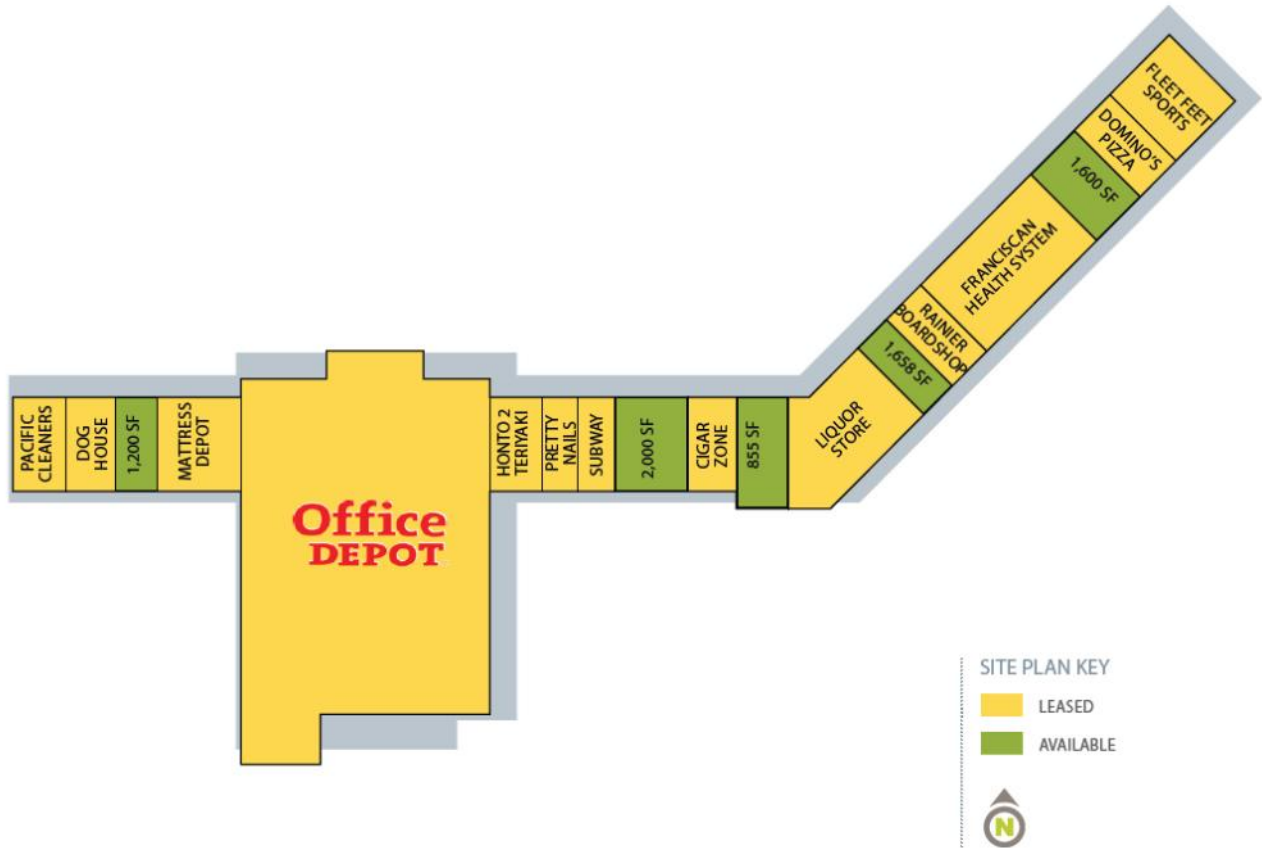 PACIFIC
CLEANERS
DOG
HOUSE
1,200 SF
MATTRESS
DEPOT
Office
DEPOT
HONTO 2
TERIYAKI
PRETTY
NAILS
SUBWAY
2,000 SF
CIGAR
ZONE
855 SF
LIQUOR
STORE
1,658 SF
RAINIER
BOARDSHOP
FRANCISCAN
HEALTH SYSTEM
1,600 SF
DOMINO'S
PIZZA
FLEET FEET
SPORTS
SITE PLAN KEY
LEASED
AVAILABLE
N